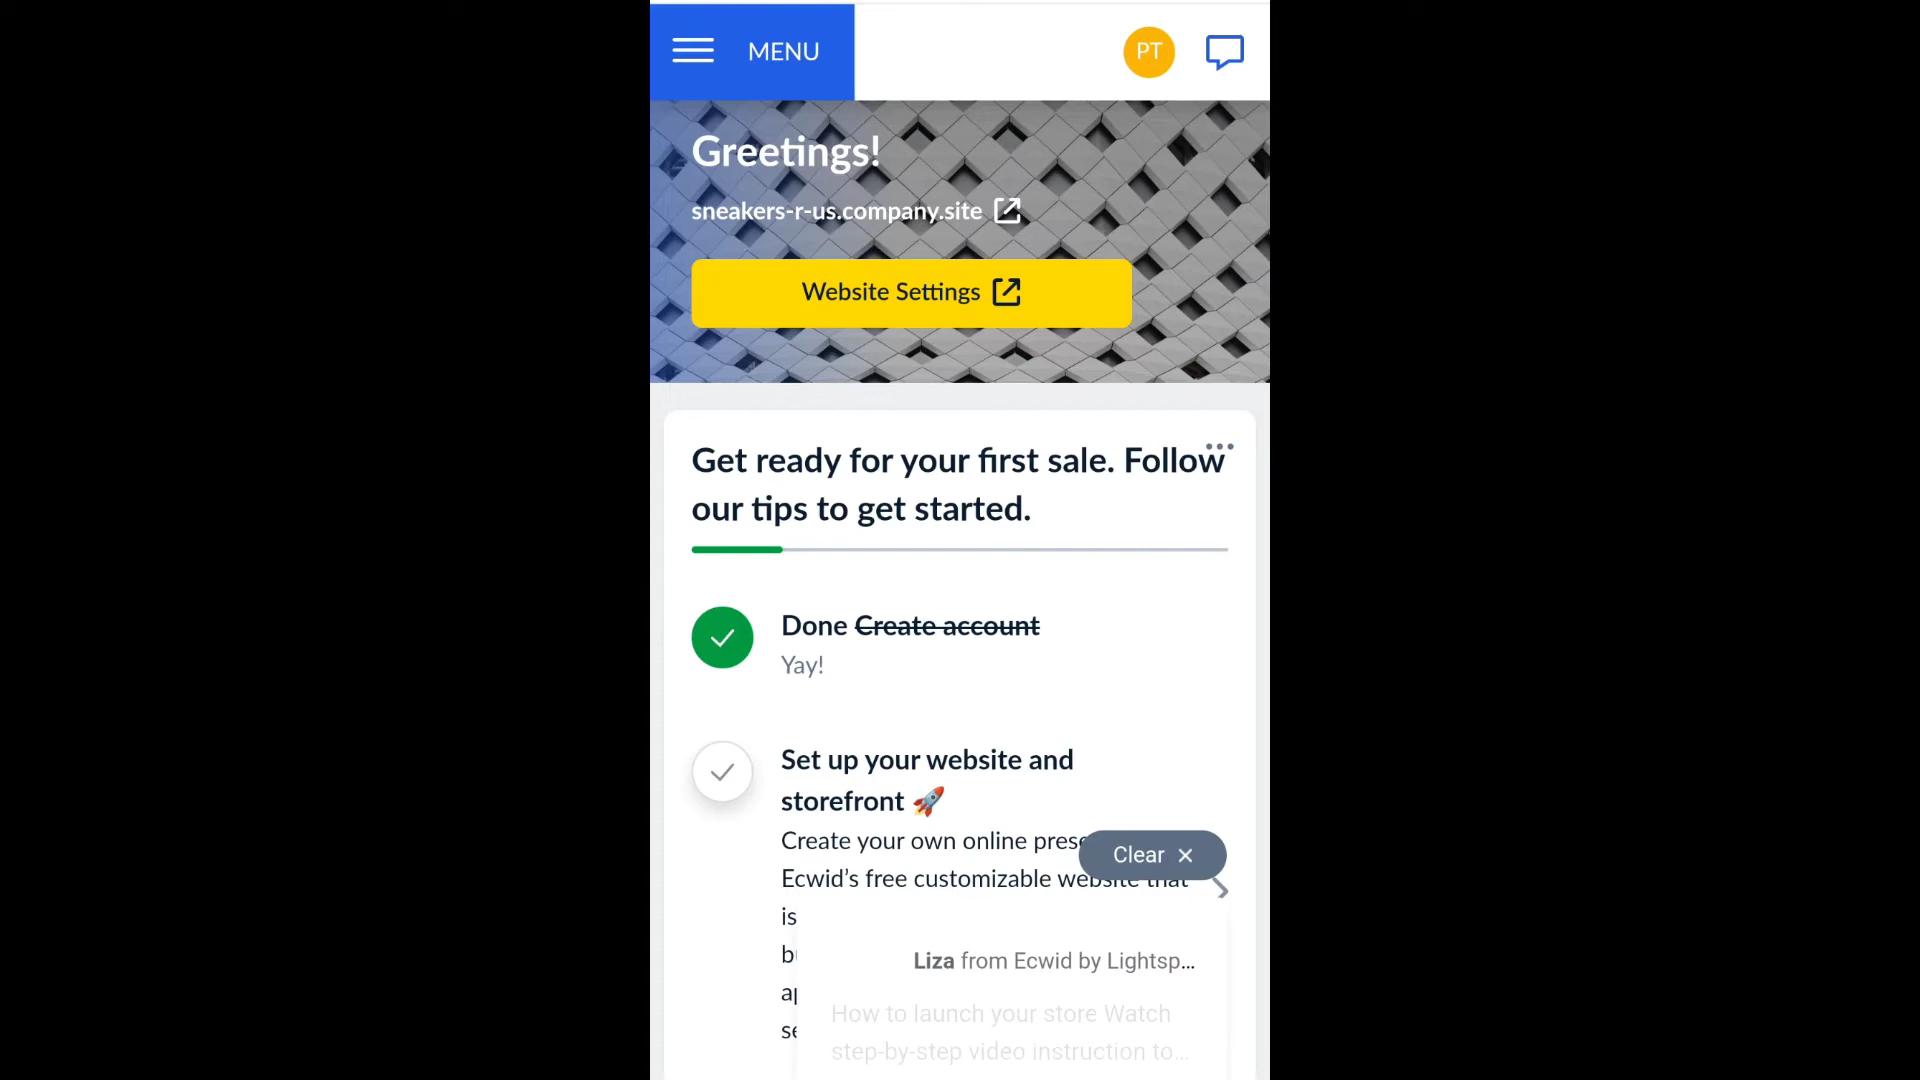 MENU
PT
Greetings!
sneakers-r-us.company.site
Website Settings
Get ready for your first sale. Follow
our tips to get started.
Done Create account
Yay!
Set up your website and
storefront 🚀
Create your own online
Clear ×
Ecwid’s free customizable website that
is
Liza from Ecwid by Lightsp...
How to launch your store Watch
step-by-step video instruction to...